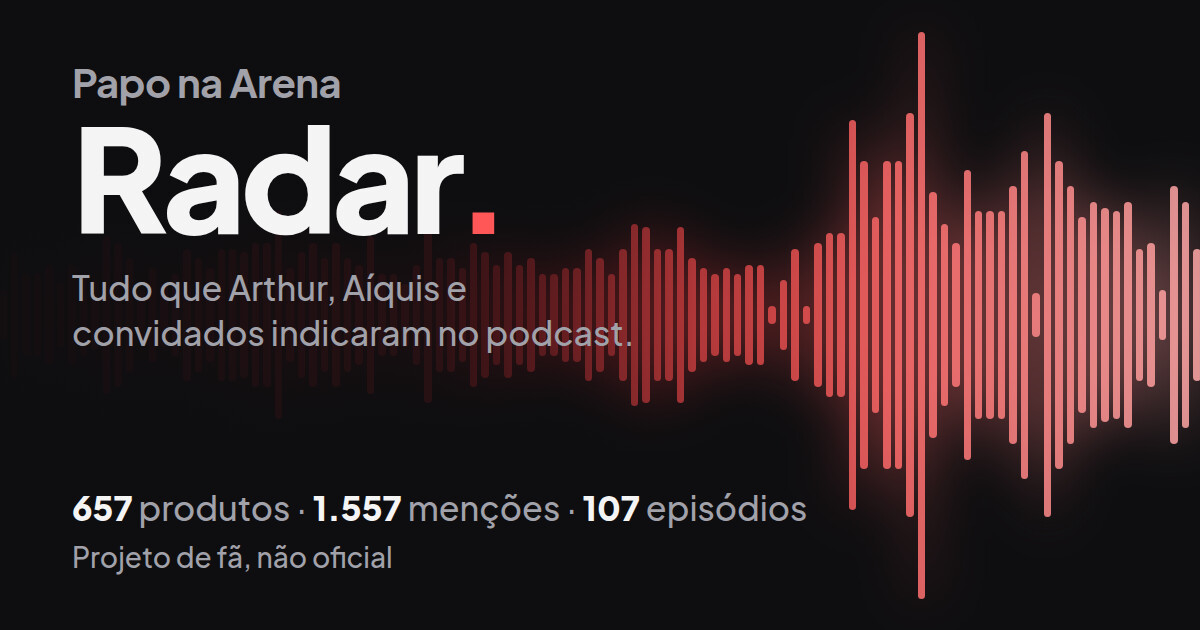 Papo na Arena
Radar.
Tudo que Arthur, Aíquis e
convidados indicaram no podcast.
657 produtos · 1.557 menções · 107 episódios
Projeto de fã, não oficial